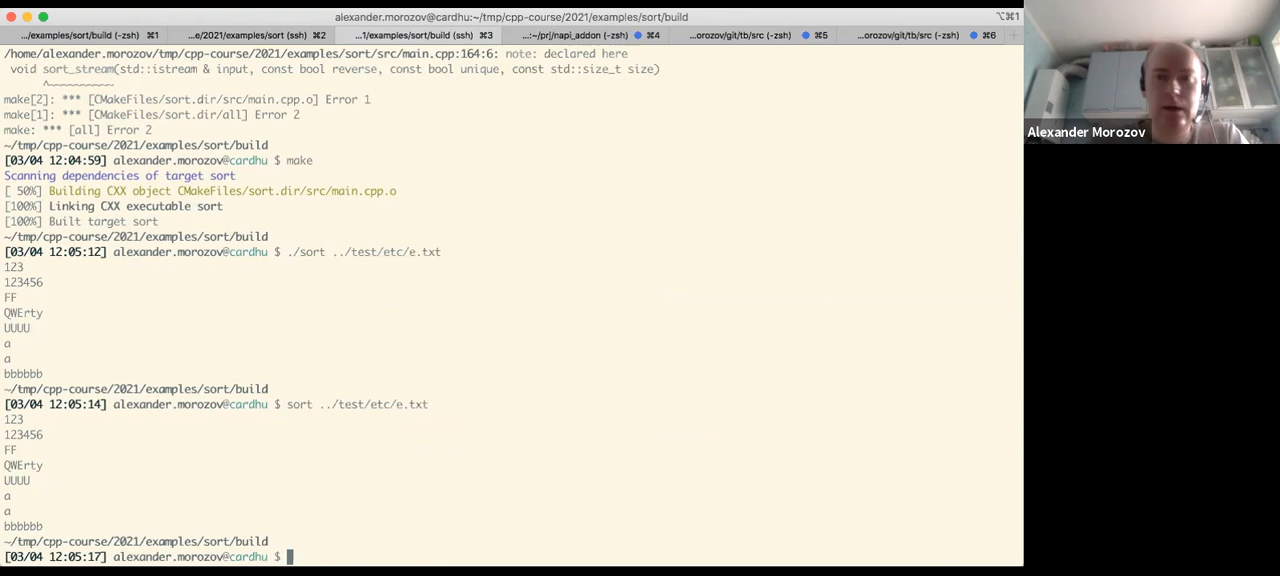 alexander.morozov@cardhu:~/tmp/cpp-course/2021/examples/sort/build
⌥⌘1
.../examples/sort/build (-zsh) ⌘1
...e/2021/examples/sort (ssh) ⌘2
...1/examples/sort/build (ssh) ⌘3
...:~/prj/napi_addon (-zsh) ⌘4
...orozov/git/tb/src (-zsh) ⌘5
...orozov/git/tb/src (-zsh) ⌘6
/home/alexander.morozov/tmp/cpp-course/2021/examples/sort/src/main.cpp:164:6: note: declared here
void sort_stream(std::istream & input, const bool reverse, const bool unique, const std::size_t size)
^~~~~~~~~~~
make[2]: *** [CMakeFiles/sort.dir/src/main.cpp.o] Error 1
make[1]: *** [CMakeFiles/sort.dir/all] Error 2
make: *** [all] Error 2
~/tmp/cpp-course/2021/examples/sort/build
[03/04 12:04:59] alexander.morozov@cardhu $ make
Scanning dependencies of target sort
[ 50%] Building CXX object CMakeFiles/sort.dir/src/main.cpp.o
[100%] Linking CXX executable sort
[100%] Built target sort
~/tmp/cpp-course/2021/examples/sort/build
[03/04 12:05:12] alexander.morozov@cardhu $ ./sort ../test/etc/e.txt
123
123456
FF
QWErty
UUUU
a
a
bbbbbb
~/tmp/cpp-course/2021/examples/sort/build
[03/04 12:05:14] alexander.morozov@cardhu $ sort ../test/etc/e.txt
123
123456
FF
QWErty
UUUU
a
a
bbbbbb
~/tmp/cpp-course/2021/examples/sort/build
[03/04 12:05:17] alexander.morozov@cardhu $
Alexander Morozov